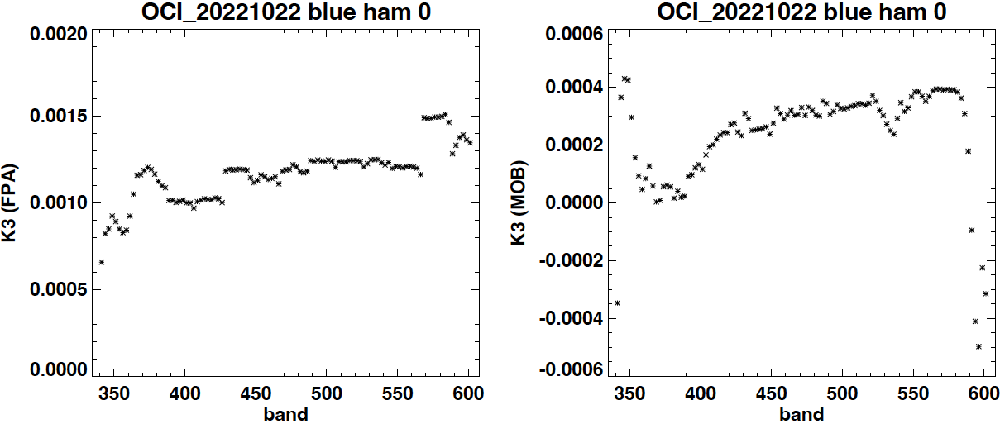 OCI_20221022 blue ham 0
0.0020
0.0015
0.0010
0.0005
0.0000
K3 (FPA)
350 400 450 500 550 600
band
OCI_20221022 blue ham 0
0.0006
0.0004
0.0002
0.0000
-0.0002
-0.0004
-0.0006
K3 (MOB)
350 400 450 500 550 600
band